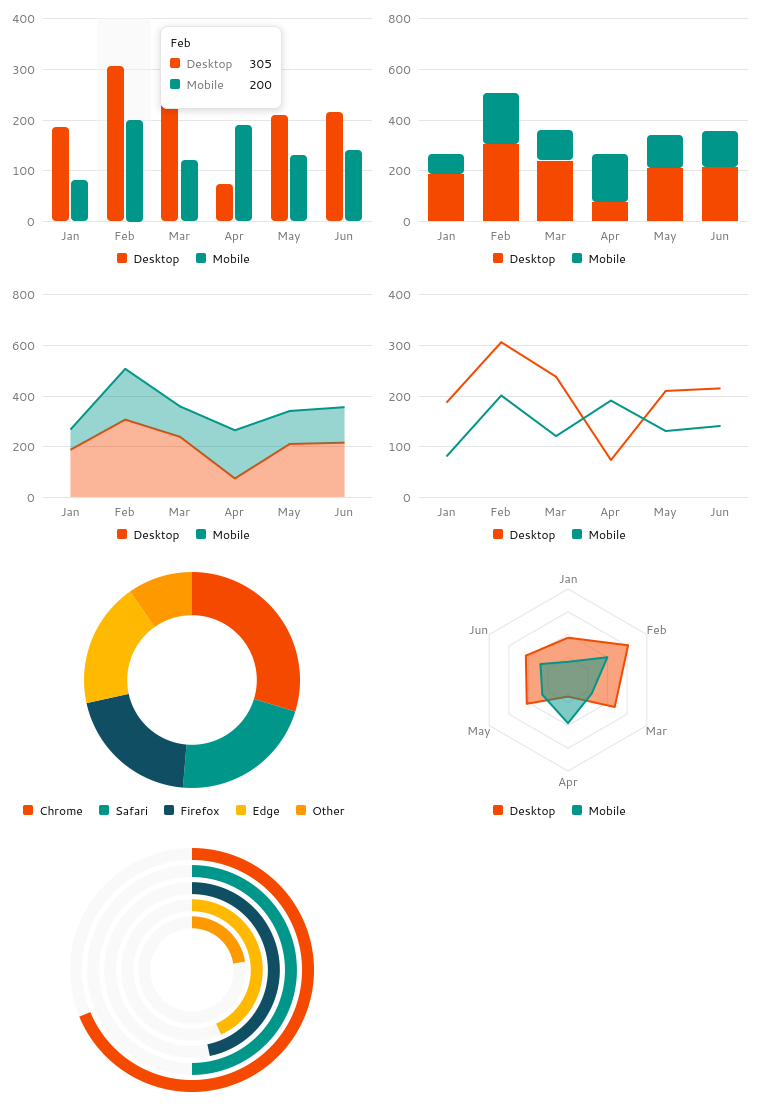 400
300
200
100
0
Jan Feb Mar Apr May Jun
Desktop Mobile
Feb
Desktop 305
Mobile 200
800
600
400
200
0
Jan Feb Mar Apr May Jun
Desktop Mobile
800
600
400
200
0
Jan Feb Mar Apr May Jun
Desktop Mobile
400
300
200
100
0
Jan Feb Mar Apr May Jun
Desktop Mobile
Chrome Safari Firefox Edge Other
Jan
Jun Feb
May Mar
Apr
Desktop Mobile